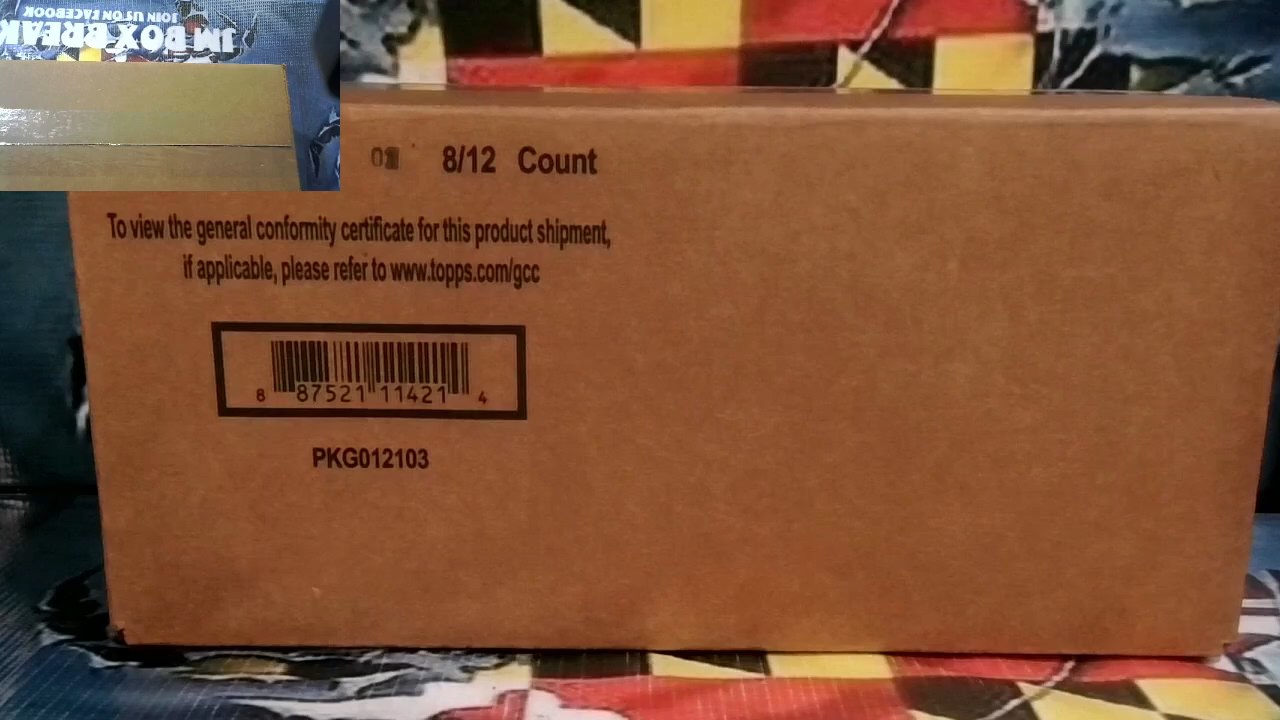 JM BOX BREAK
JOIN US ON FACEBOOK
8/12 Count
To view the general conformity certificate for this product shipment,
if applicable, please refer to www.topps.com/gcc
8 87521 11421 4
PKG012103